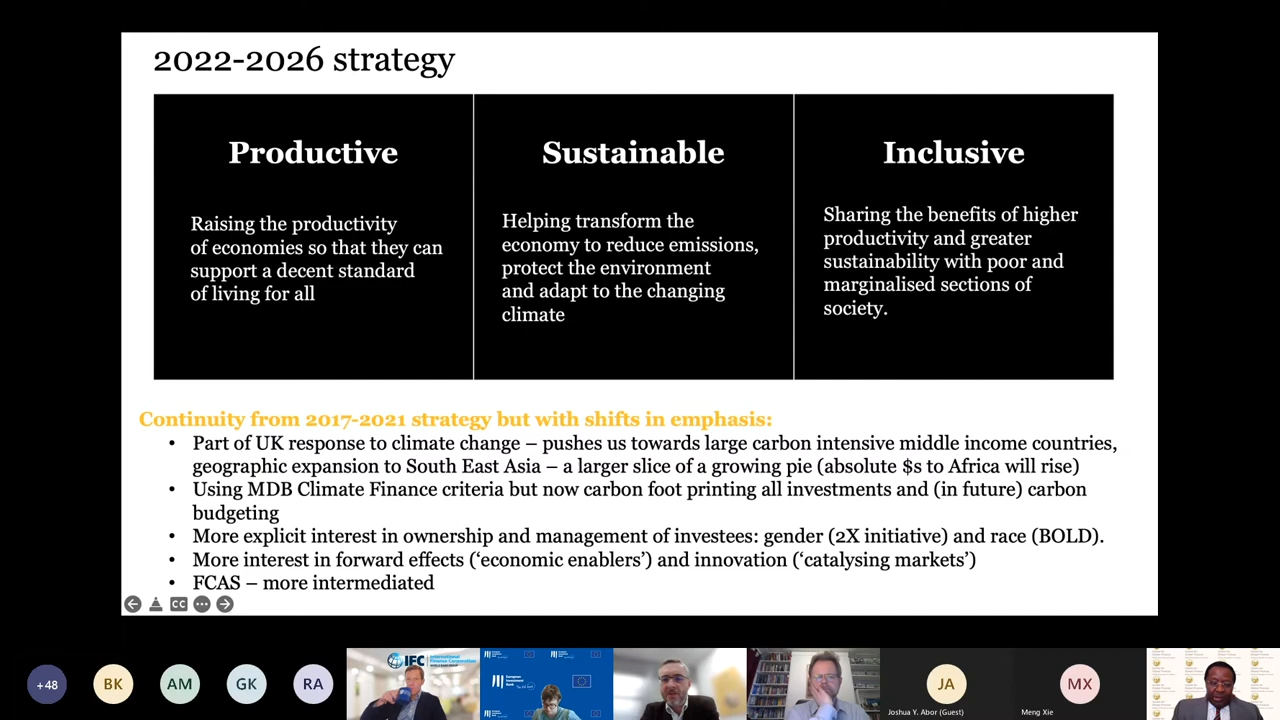 2022-2026 strategy
Productive
Raising the productivity
of economies so that they can
support a decent standard
of living for all
Sustainable
Helping transform the
economy to reduce emissions,
protect the environment
and adapt to the changing
climate
Inclusive
Sharing the benefits of higher
productivity and greater
sustainability with poor and
marginalised sections of
society.
Continuity from 2017-2021 strategy but with shifts in emphasis:
• Part of UK response to climate change – pushes us towards large carbon intensive middle income countries,
geographic expansion to South East Asia – a larger slice of a growing pie (absolute $s to Africa will rise)
• Using MDB Climate Finance criteria but now carbon foot printing all investments and (in future) carbon
budgeting
• More explicit interest in ownership and management of investees: gender (2X initiative) and race (BOLD).
• More interest in forward effects (‘economic enablers’) and innovation (‘catalysing markets’)
• FCAS – more intermediated
CC
+48
BK
AM
GK
RA
IFC
International
Finance Corporation
European
Investment
Bank
JA
Joshua Y. Abor (Guest)
MX
Meng Xie